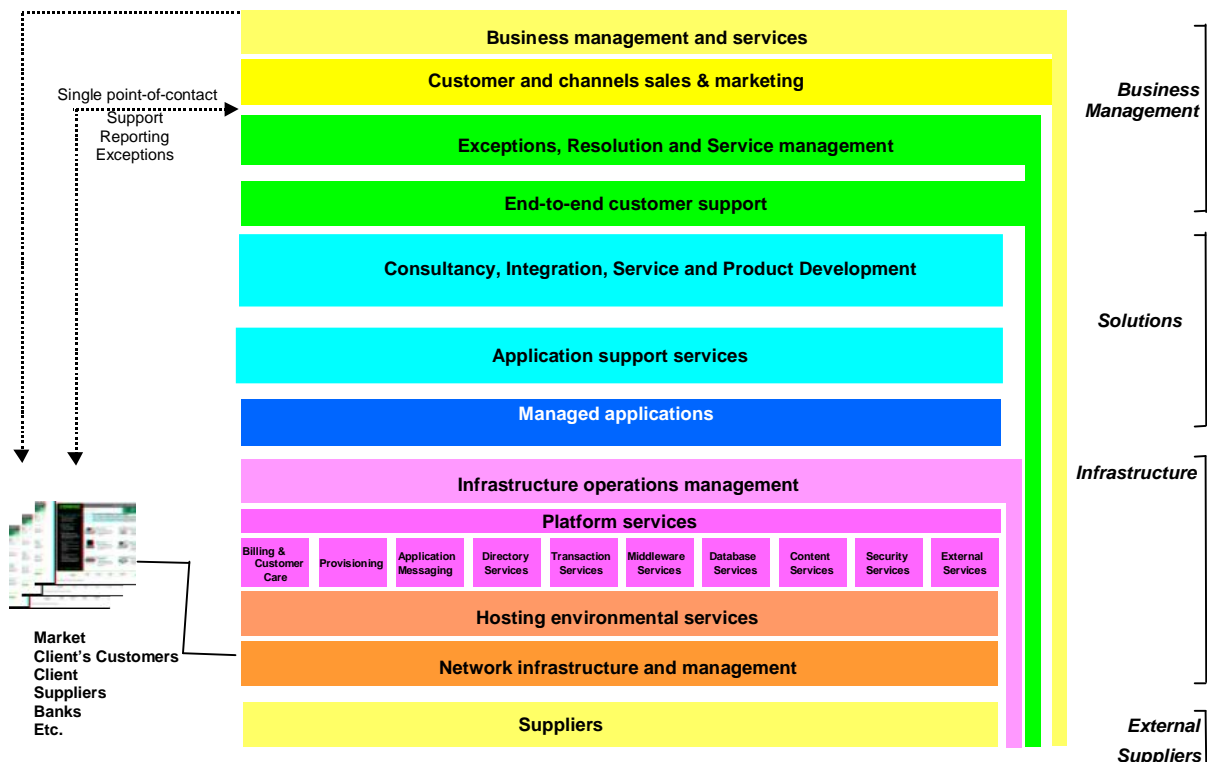 Business management and services
Customer and channels sales & marketing
Single point-of-contact
Support
Reporting
Exceptions
Business
Management
Exceptions, Resolution and Service management
End-to-end customer support
Consultancy, Integration, Service and Product Development
Solutions
Application support services
Managed applications
Infrastructure
Infrastructure operations management
Platform services
Billing &
Customer
Care
Provisioning
Application
Messaging
Directory
Services
Transaction
Services
Middleware
Services
Database
Services
Content
Services
Security
Services
External
Services
Hosting environmental services
Network infrastructure and management
Market
Client's Customers
Client
Suppliers
Banks
Etc.
Suppliers
External
Suppliers